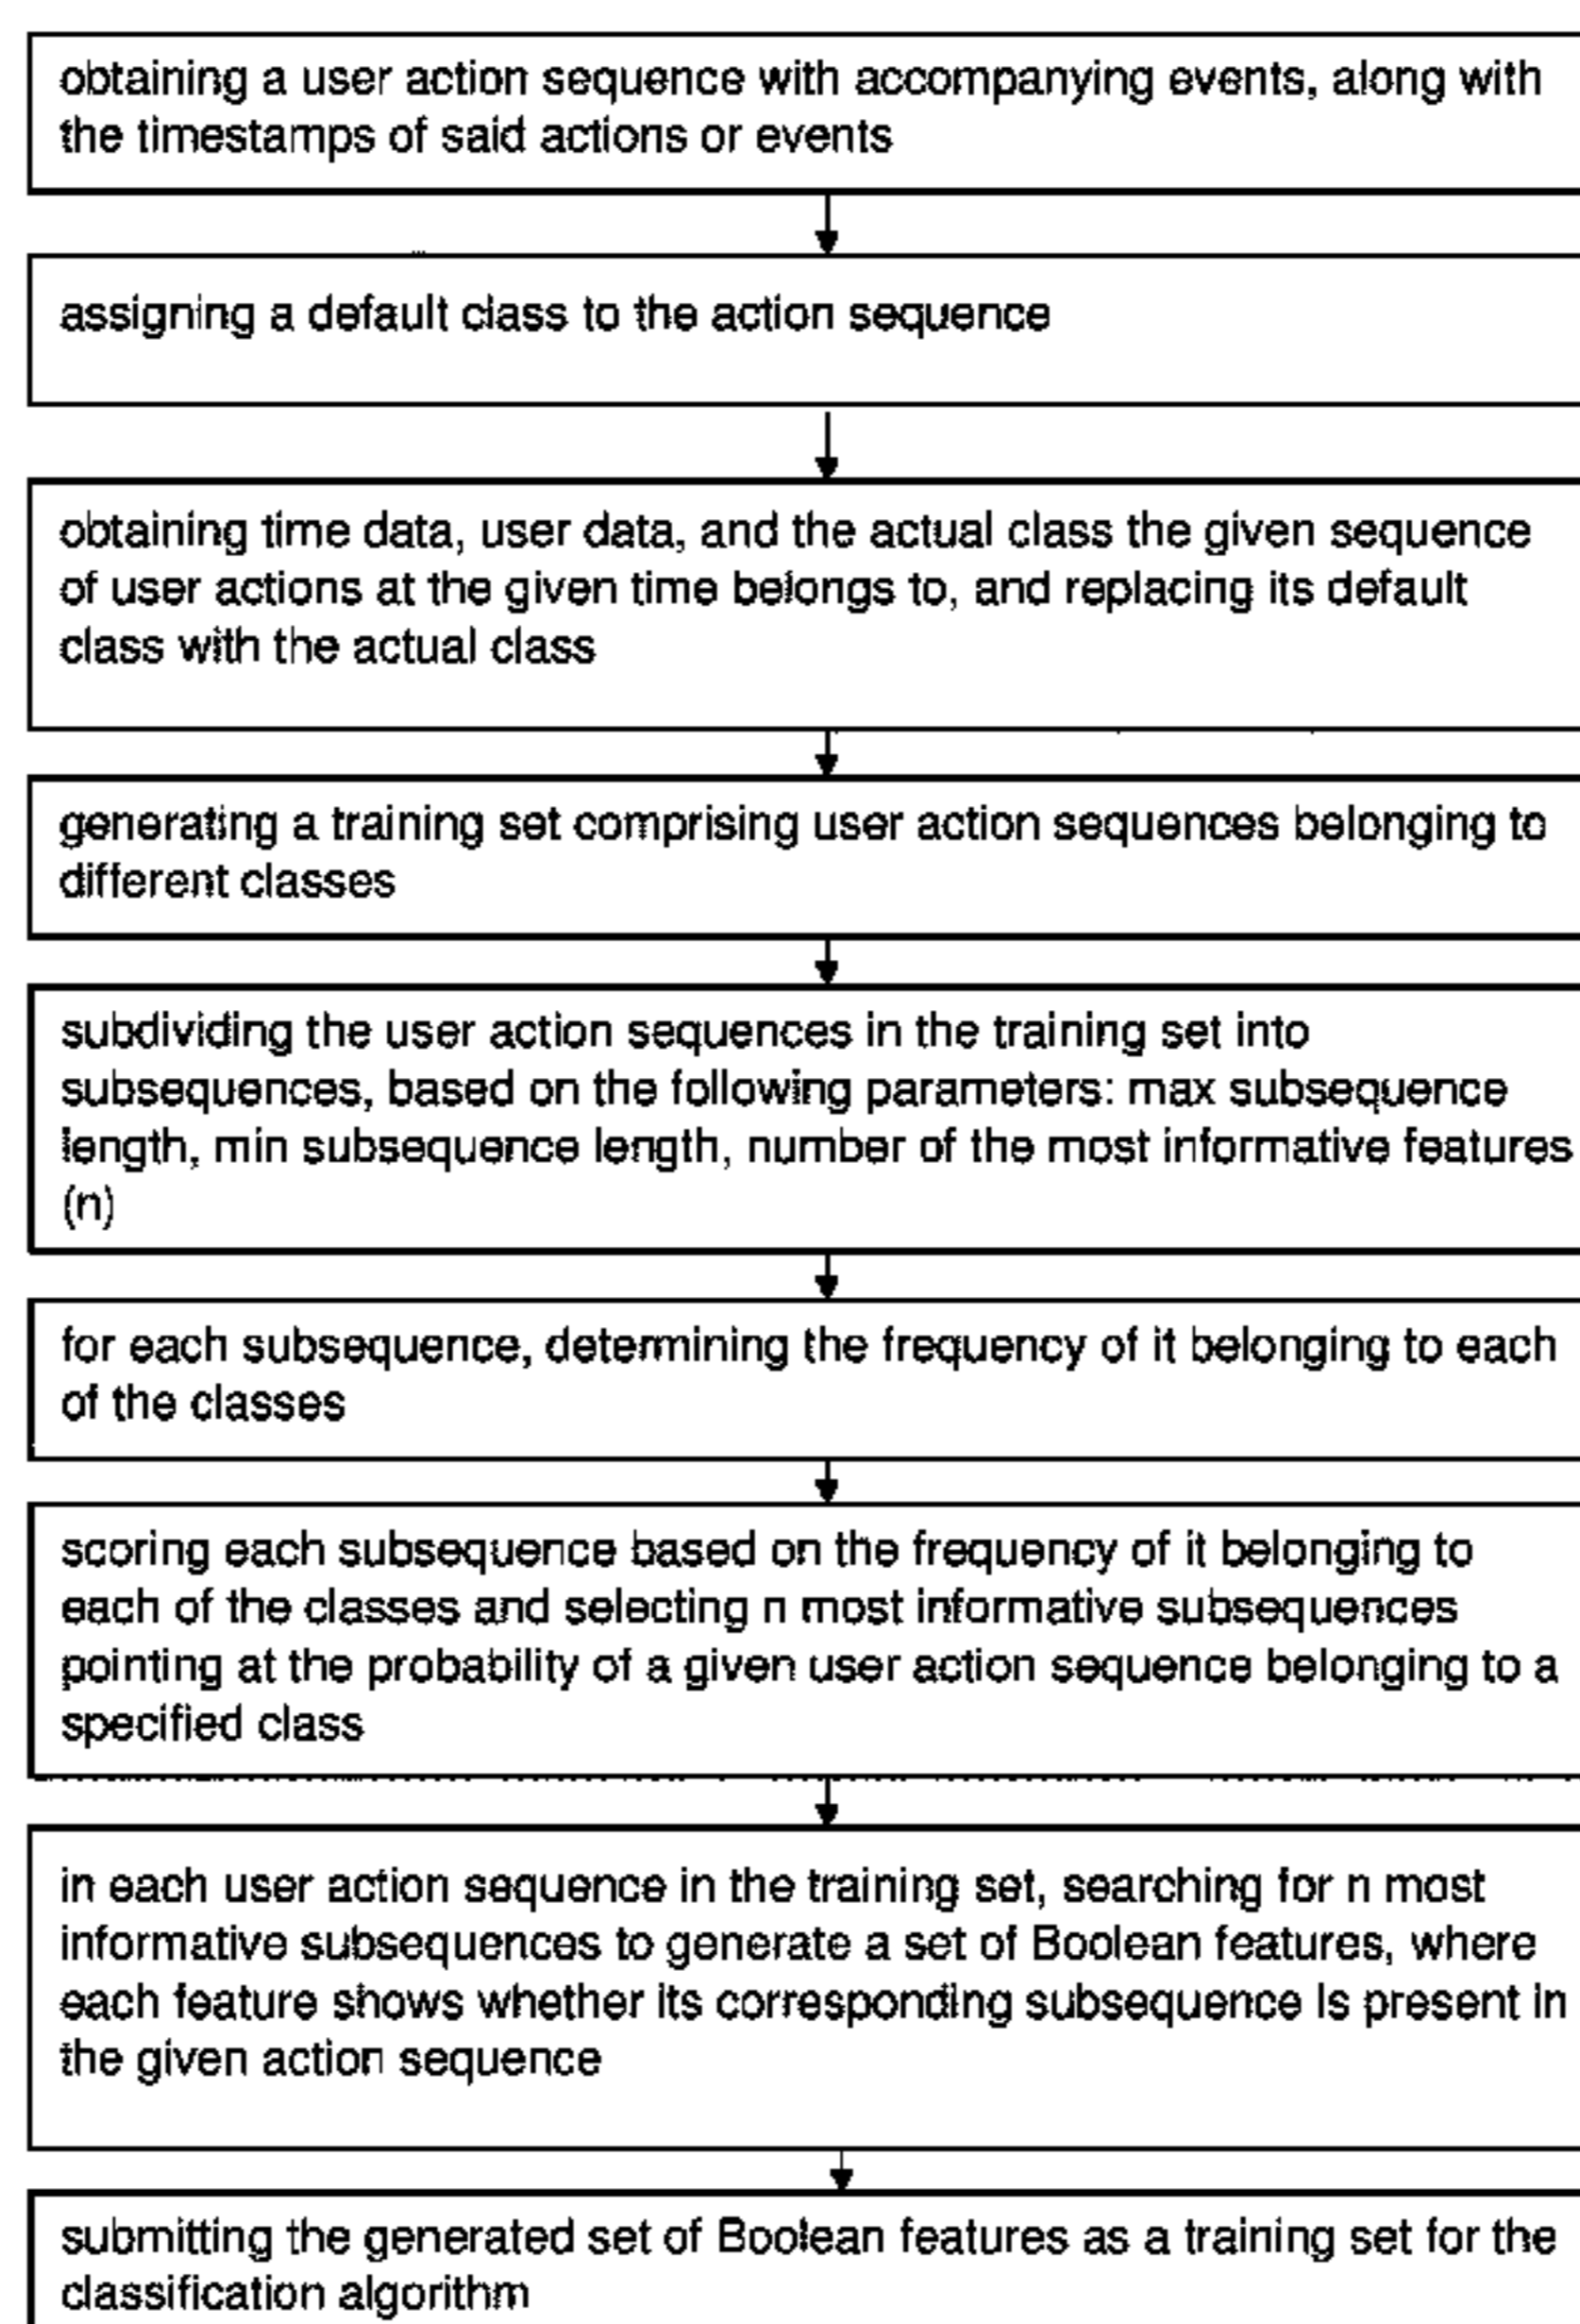 obtaining a user action sequence with accompanying events, along with
the timestamps of said actions or events
assigning a default class to the action sequence
obtaining time data, user data, and the actual class the given sequence
of user actions at the given time belongs to, and replacing its default
class with the actual class
generating a training set comprising user action sequences belonging to
different classes
subdividing the user action sequences in the training set into
subsequences, based on the following parameters: max subsequence
length, min subsequence length, number of the most informative features
(n)
for each subsequence, determining the frequency of it belonging to each
of the classes
scoring each subsequence based on the frequency of it belonging to
each of the classes and selecting n most informative subsequences
pointing at the probability of a given user action sequence belonging to a
specified class
in each user action sequence in the training set, searching for n most
informative subsequences to generate a set of Boolean features, where
each feature shows whether its corresponding subsequence is present in
the given action sequence
submitting the generated set of Boolean features as a training set for the
classification algorithm